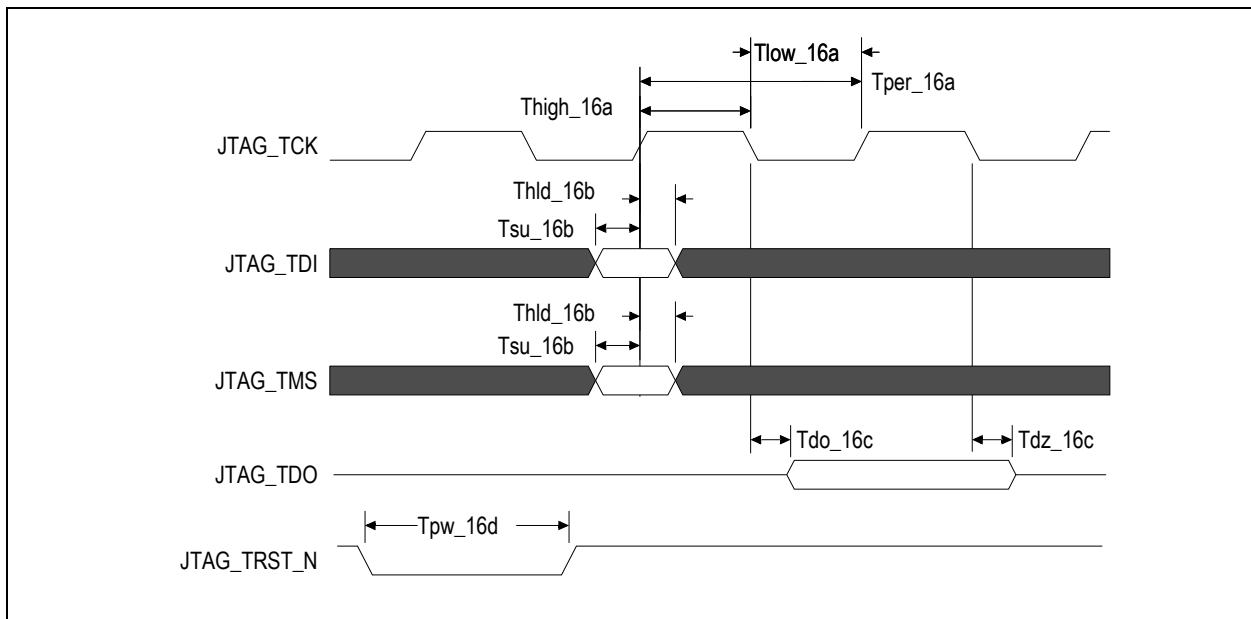 Tlow_16a
Tper_16a
Thigh_16a
JTAG_TCK
Thld_16b
Tsu_16b
JTAG_TDI
Thld_16b
Tsu_16b
JTAG_TMS
Tdo_16c
Tdz_16c
JTAG_TDO
Tpw_16d
JTAG_TRST_N